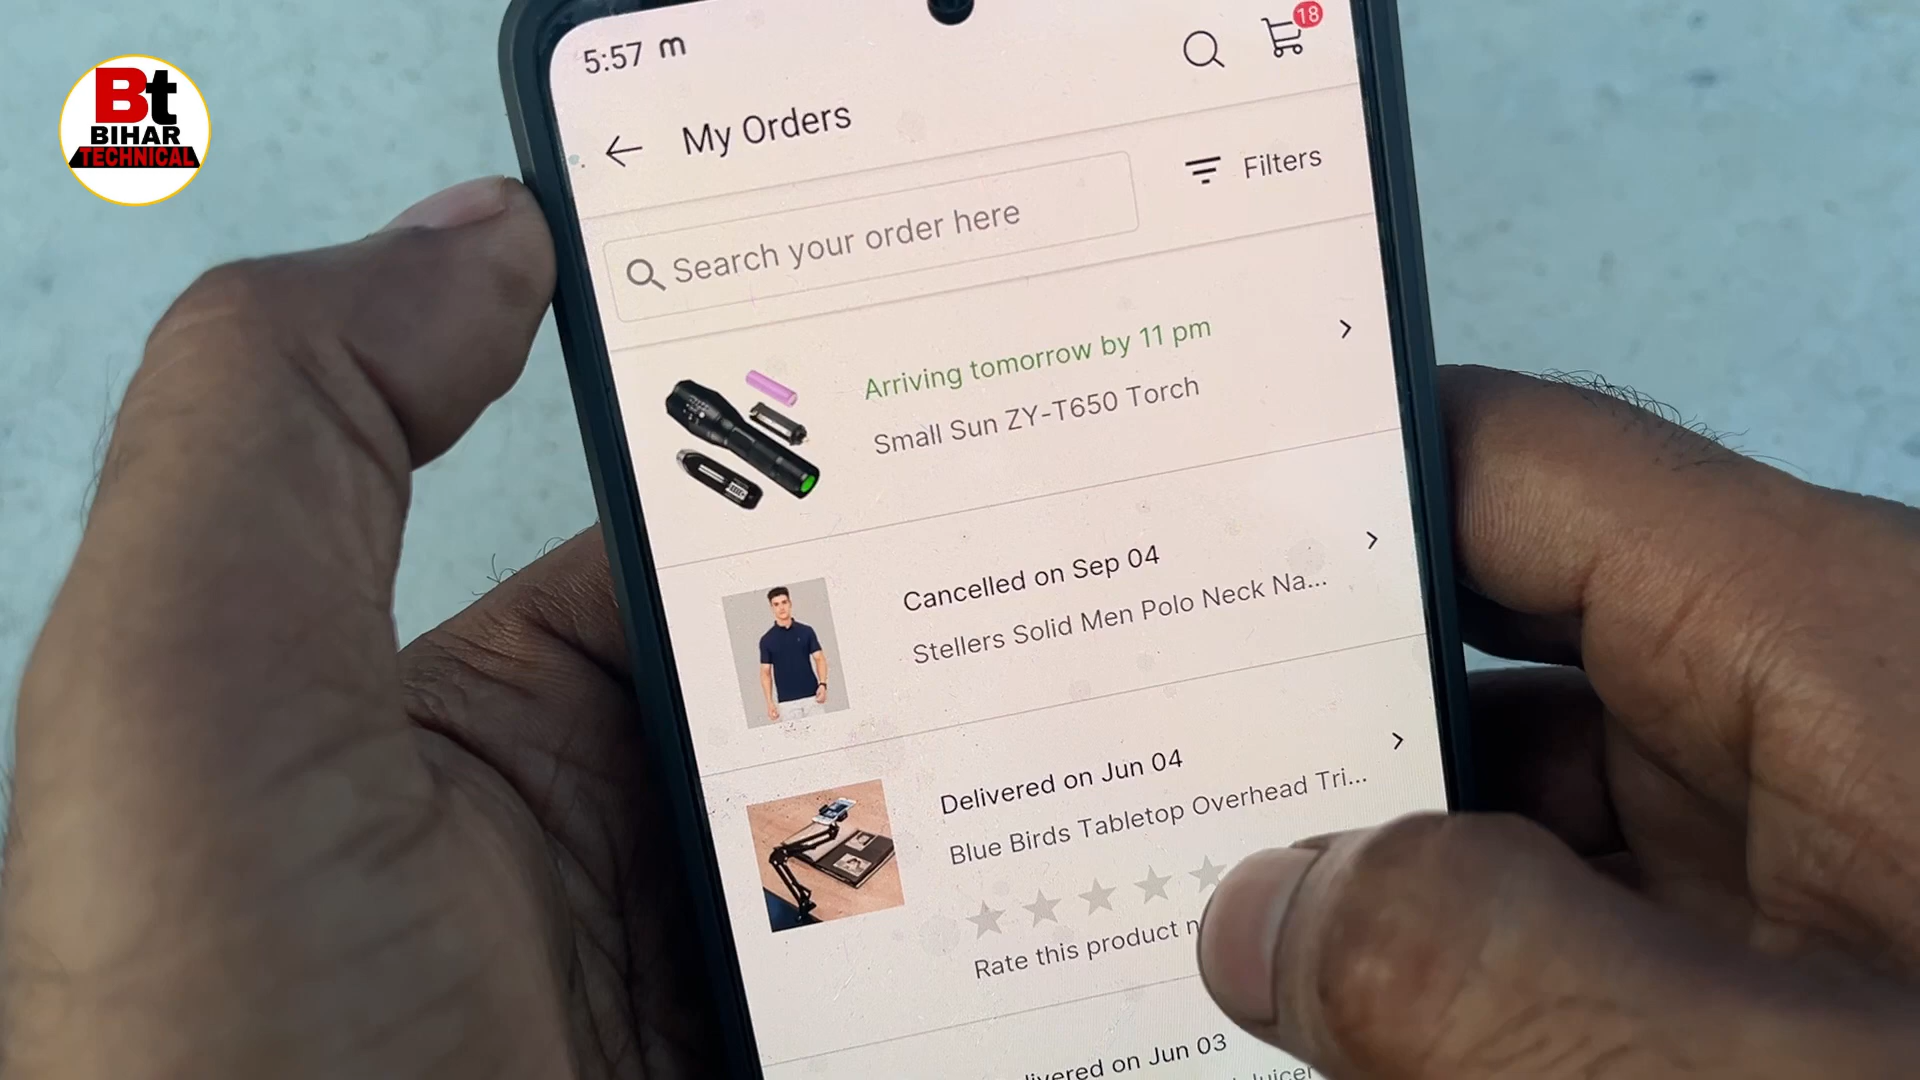 Bt
BIHAR
TECHNICAL
5:57 m
18
My Orders
Search your order here
Filters
Arriving tomorrow by 11 pm
Small Sun ZY-T650 Torch
Cancelled on Sep 04
Stellers Solid Men Polo Neck Na...
Delivered on Jun 04
Blue Birds Tabletop Overhead Tri...
Rate this product
on Jun 03